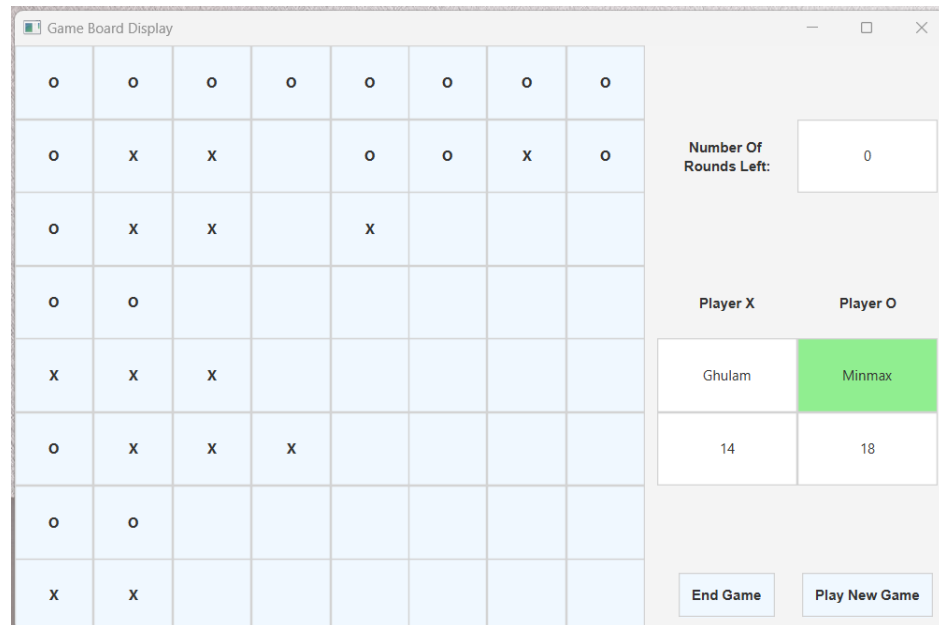 Game Board Display
O O O O O O O O
O X X O O X O
Number Of
Rounds Left:
0
O X X X
O O
Player X Player O
X X X
Ghulam Minmax
O X X X
14 18
O O
X X
End Game Play New Game